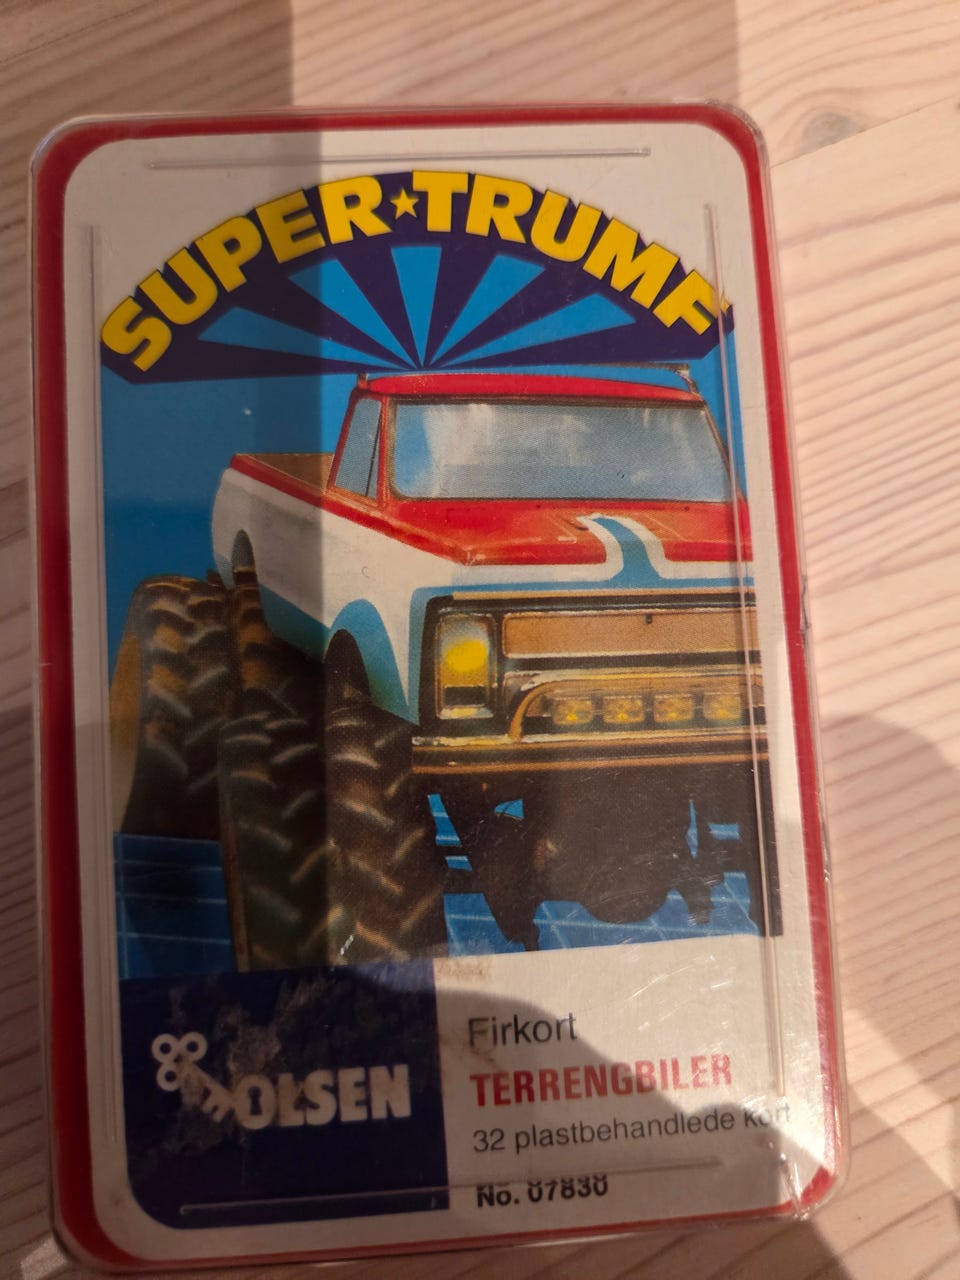 SUPER★TRUMF
OLSEN
Firkort
TERRENGBILER
32 plastbehandlede kort
No. 07830